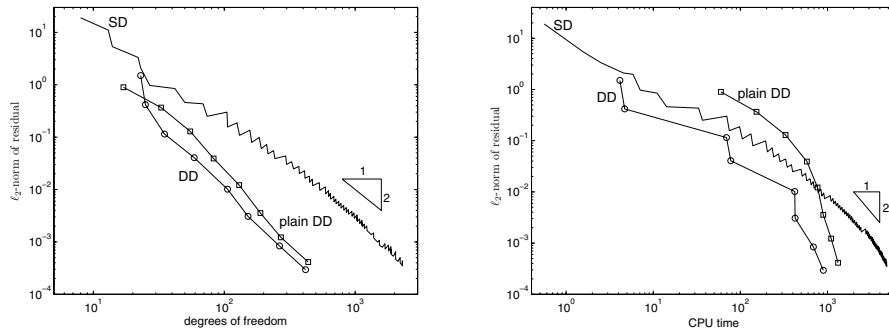 10^1
SD
10^0
DD
10^-1
10^-2
plain DD
10^-3
10^-4
1
2
ℓ2-norm of residual
10^1
10^2
10^3
degrees of freedom
10^1
SD
10^0
plain DD
DD
10^-1
10^-2
10^-3
10^-4
1
2
ℓ2-norm of residual
10^0
10^1
10^2
10^3
CPU time